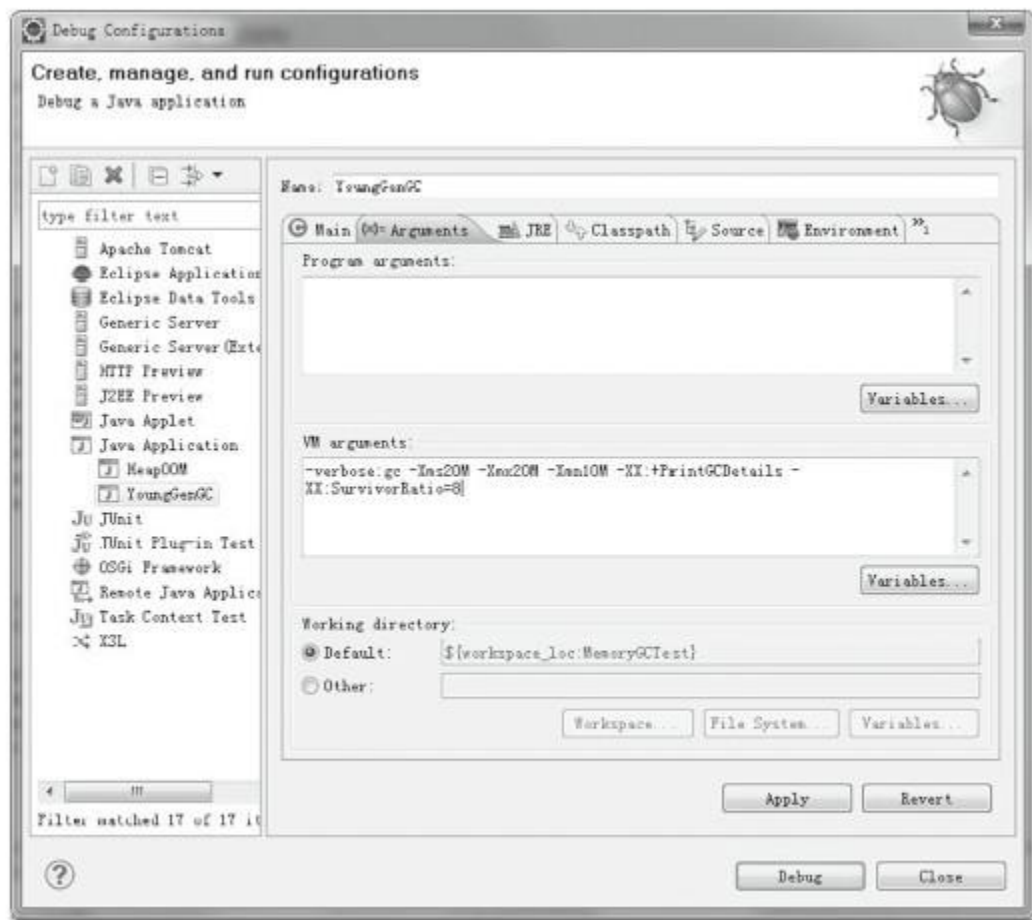 Debug Configurations
Create, manage, and run configurations
Debug a Java application
type filter text
Apache Tomcat
Eclipse Application
Eclipse Data Tools
Generic Server
Generic Server(Exte
HTTP Preview
J2EE Preview
Java Applet
Java Application
HeapOOM
YoungGenGC
JUnit
JUnit Plug-in Test
OSGi Framework
Remote Java Applica
Task Context Test
XSL
Filter matched 17 of 17 it
Name: YoungGenGC
Main (x)= Arguments JRE Classpath Source Environment »1
Program arguments:
Variables...
VM arguments:
-verbose:gc -Xms20M -Xmx20M -Xmn10M -XX:+PrintGCDetails -
XX:SurvivorRatio=8
Variables...
Working directory:
Default: ${workspace_loc:MemoryGCTest}
Other:
Workspace... File System... Variables...
Apply Revert
? Debug Close